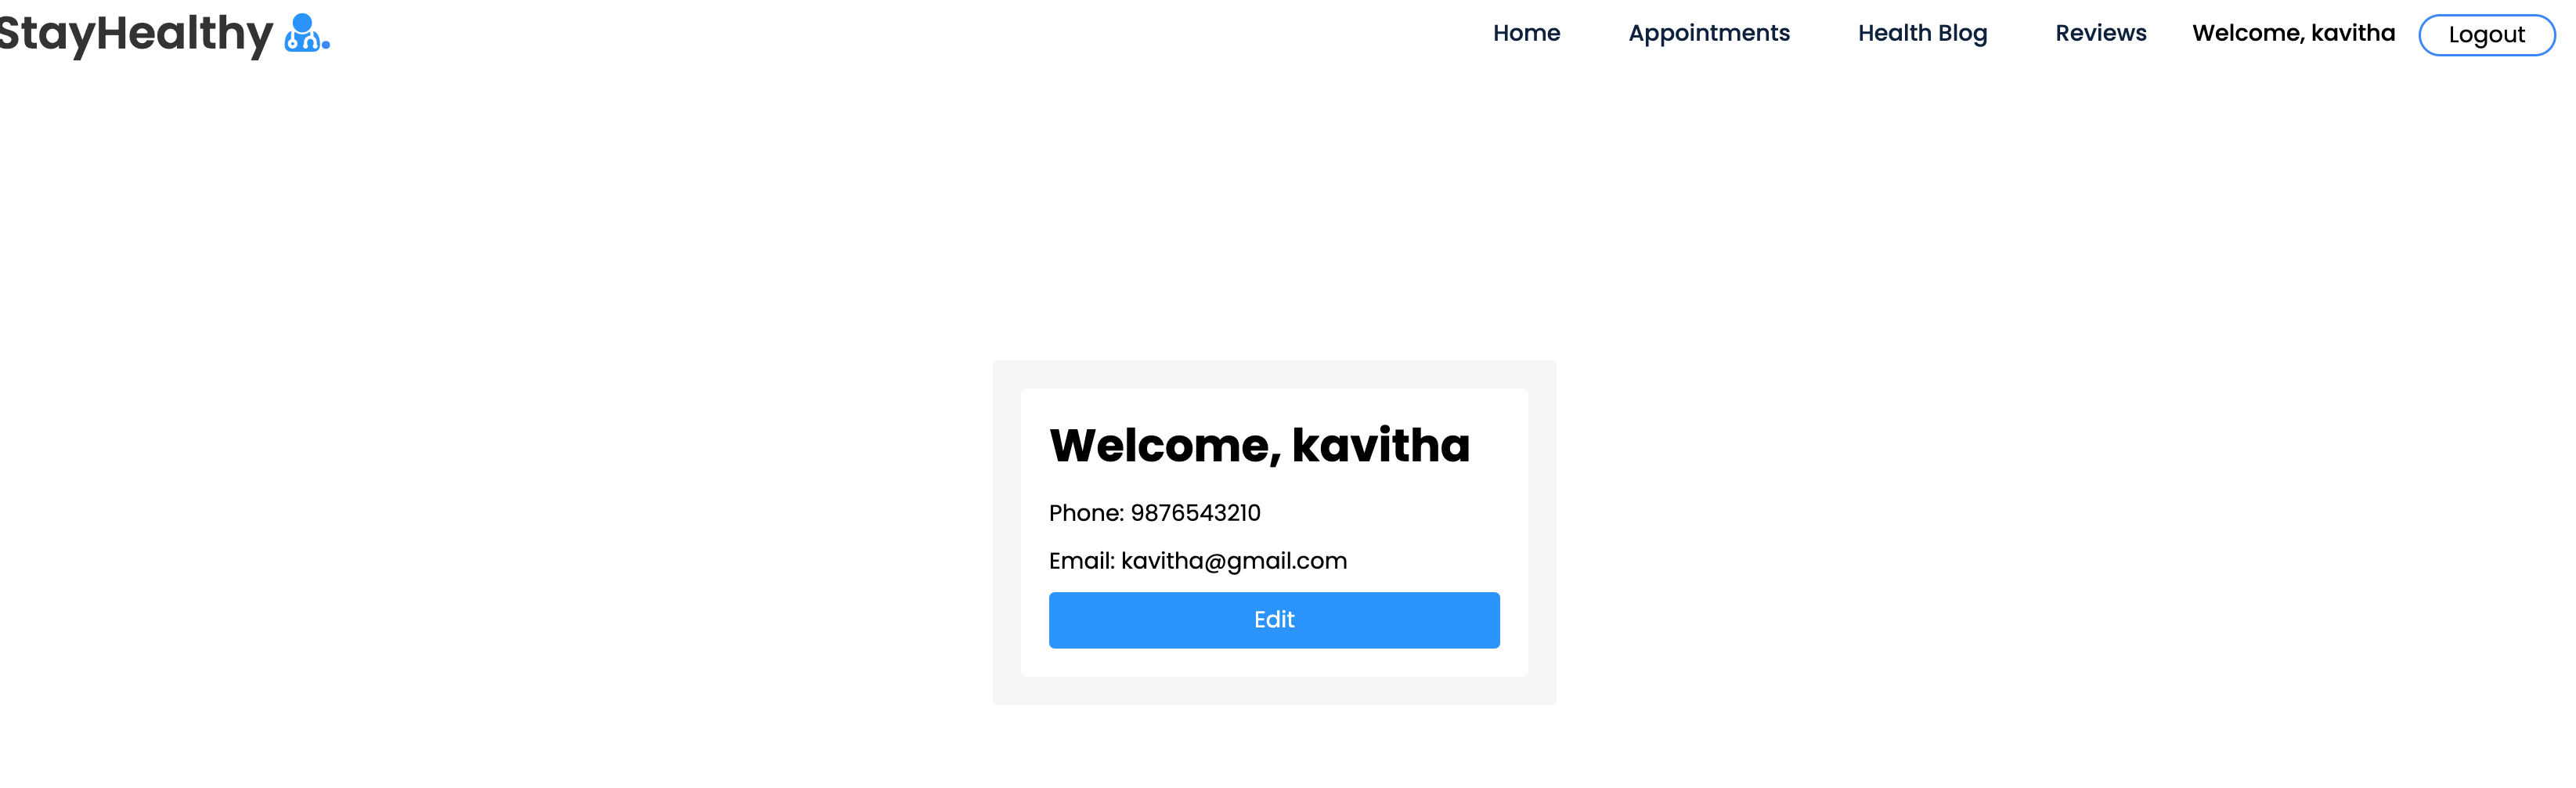 StayHealthy
Home Appointments Health Blog Reviews Welcome, kavitha Logout
Welcome, kavitha
Phone: 9876543210
Email: kavitha@gmail.com
Edit